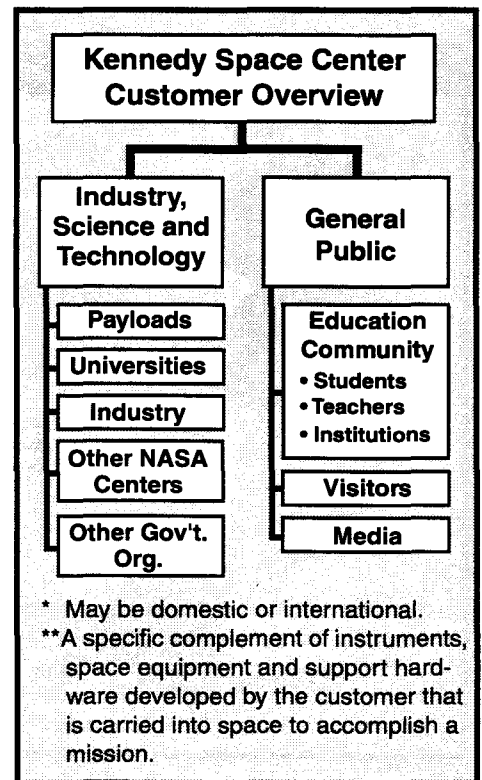 Kennedy Space Center
Customer Overview
Industry,
Science and
Technology
Payloads
Universities
Industry
Other NASA
Centers
Other Gov't.
Org.
General
Public
Education
Community
• Students
• Teachers
• Institutions
Visitors
Media
* May be domestic or international.
**A specific complement of instruments,
space equipment and support hard-
ware developed by the customer that
is carried into space to accomplish a
mission.